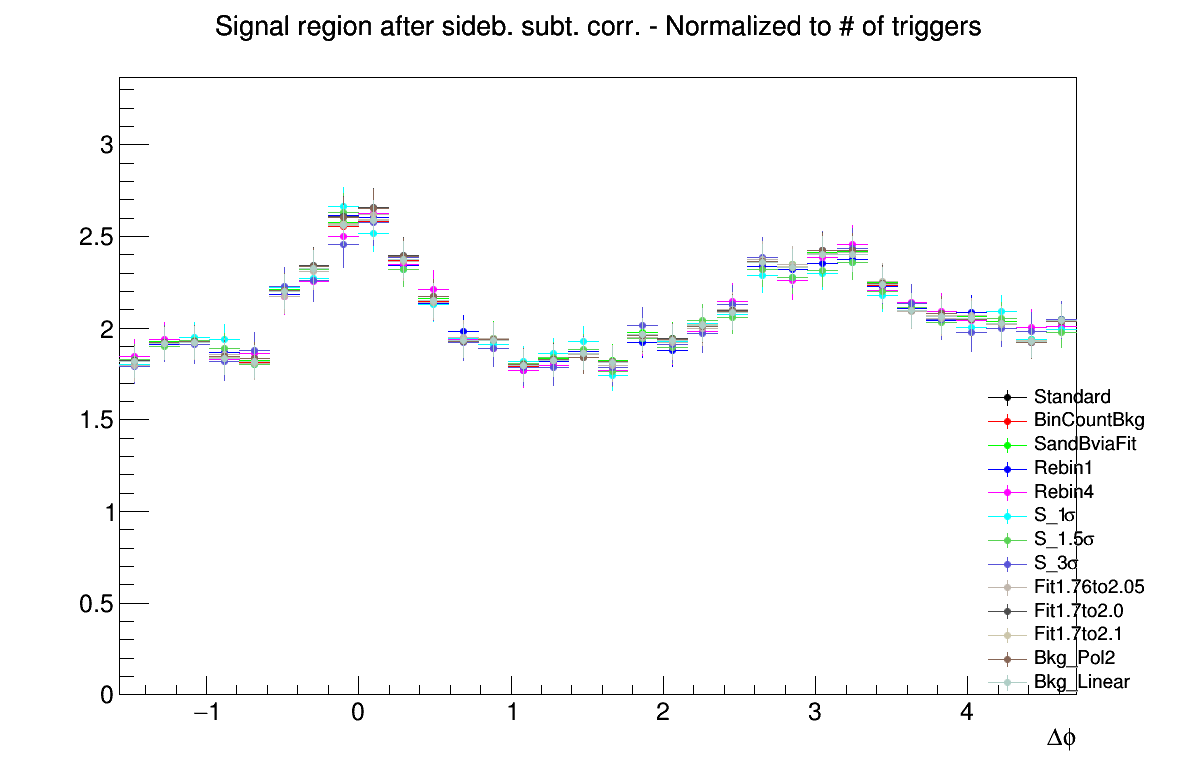 Signal region after sideb. subt. corr. - Normalized to # of triggers
3
2.5
2
1.5
1
0.5
0
−1 0 1 2 3 4
Δϕ
Standard
BinCountBkg
SandBviaFit
Rebin1
Rebin4
S_1σ
S_1.5σ
S_3σ
Fit1.76to2.05
Fit1.7to2.0
Fit1.7to2.1
Bkg_Pol2
Bkg_Linear